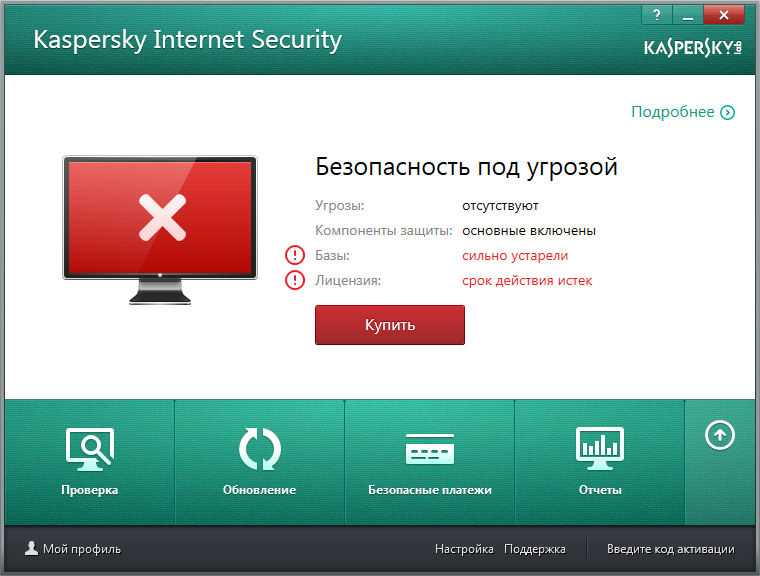 Kaspersky Internet Security
?
KASPERSKY lab
Подробнее
Безопасность под угрозой
Угрозы: отсутствуют
Компоненты защиты: основные включены
! Базы: сильно устарели
! Лицензия: срок действия истек
Купить
Проверка
Обновление
Безопасные платежи
Отчеты
Мой профиль
Настройка
Поддержка
Введите код активации